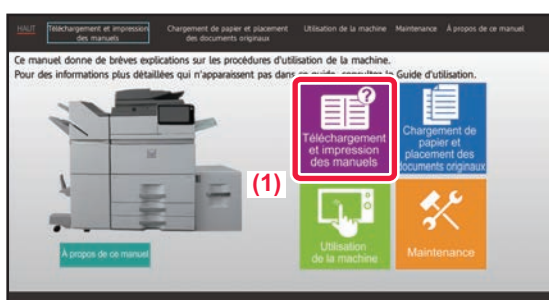 HAUT
Téléchargement et impression
des manuels
Chargement de papier et placement
des documents originaux
Utilisation de la machine
Maintenance
À propos de ce manuel
Ce manuel donne de brèves explications sur les procédures d'utilisation de la machine.
Pour des informations plus détaillées qui n'apparaissent pas dans ce guide, consultez le Guide d'utilisation.
Téléchargement
et impression
des manuels
Chargement de
papier et
placement des
documents originaux
(1)
Utilisation
de la machine
Maintenance
À propos de ce manuel